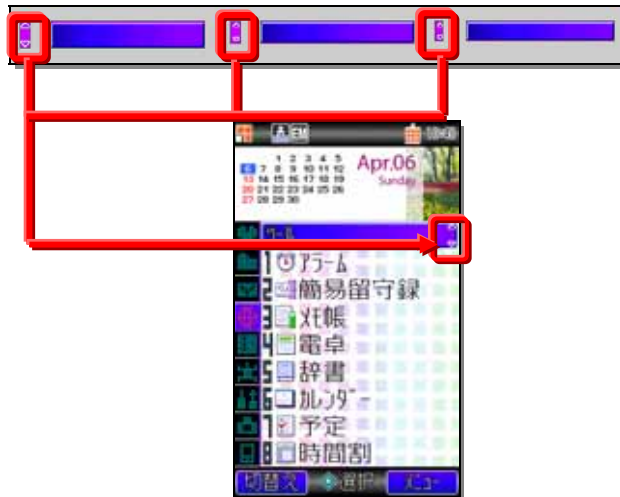 10:40
1 2 3 4 5
6 7 8 9 10 11 12
13 14 15 16 17 18 19
20 21 22 23 24 25 26
27 28 29 30
Apr.06
Sunday
ツール
1 アラーム
2 簡易留守録
3 メモ帳
4 電卓
5 辞書
6 カレンダー
7 予定
8 時間割
切替え 選択 メニュー